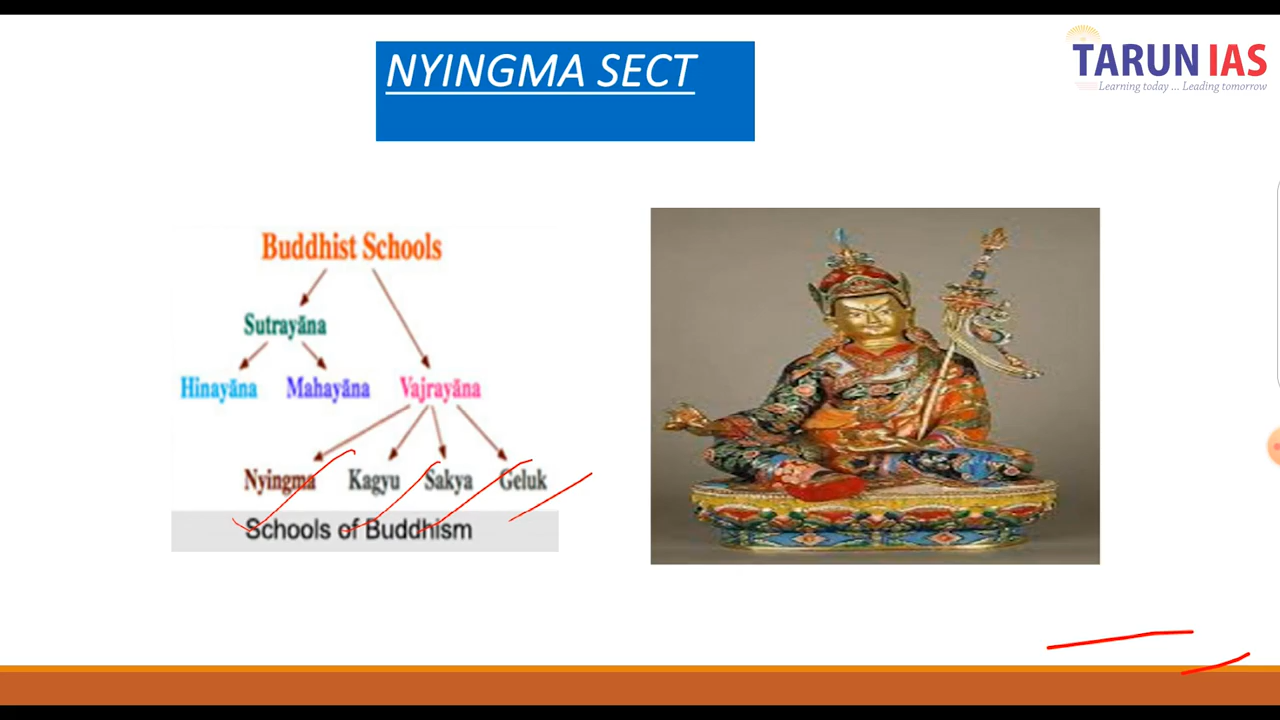 NYINGMA SECT
TARUN IAS
Learning today ... Leading tomorrow
Buddhist Schools
Sutrayāna
Hinayāna Mahayāna Vajrayāna
Nyingma Kagyu Sakya Geluk
Schools of Buddhism